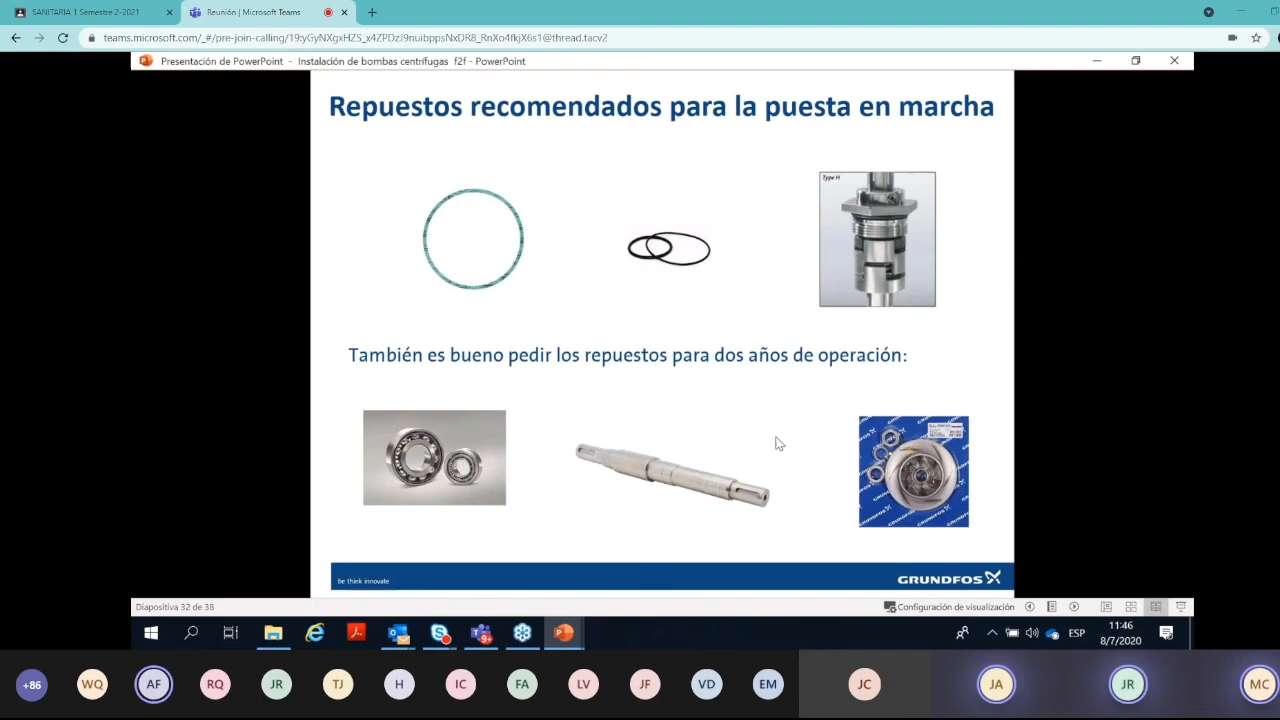 SANITARIA 1 Semestre 2-2021
Reunión | Microsoft Teams
teams.microsoft.com/_#/pre-join-calling/19:yGyNXgxHZS_x4ZPDzJ9nuibppsNxDR8_RnXo4fkjX6s1@thread.tacv2
Presentación de PowerPoint - Instalación de bombas centrífugas f2f - PowerPoint
Repuestos recomendados para la puesta en marcha
Type H
También es bueno pedir los repuestos para dos años de operación:
GRUNDFOS
be think innovate
GRUNDFOS
Diapositiva 32 de 38
Configuración de visualización
ESP
11:46
8/7/2020
+86
WQ
AF
RQ
JR
TJ
H
IC
FA
LV
JF
VD
EM
JC
JA
JR
MC